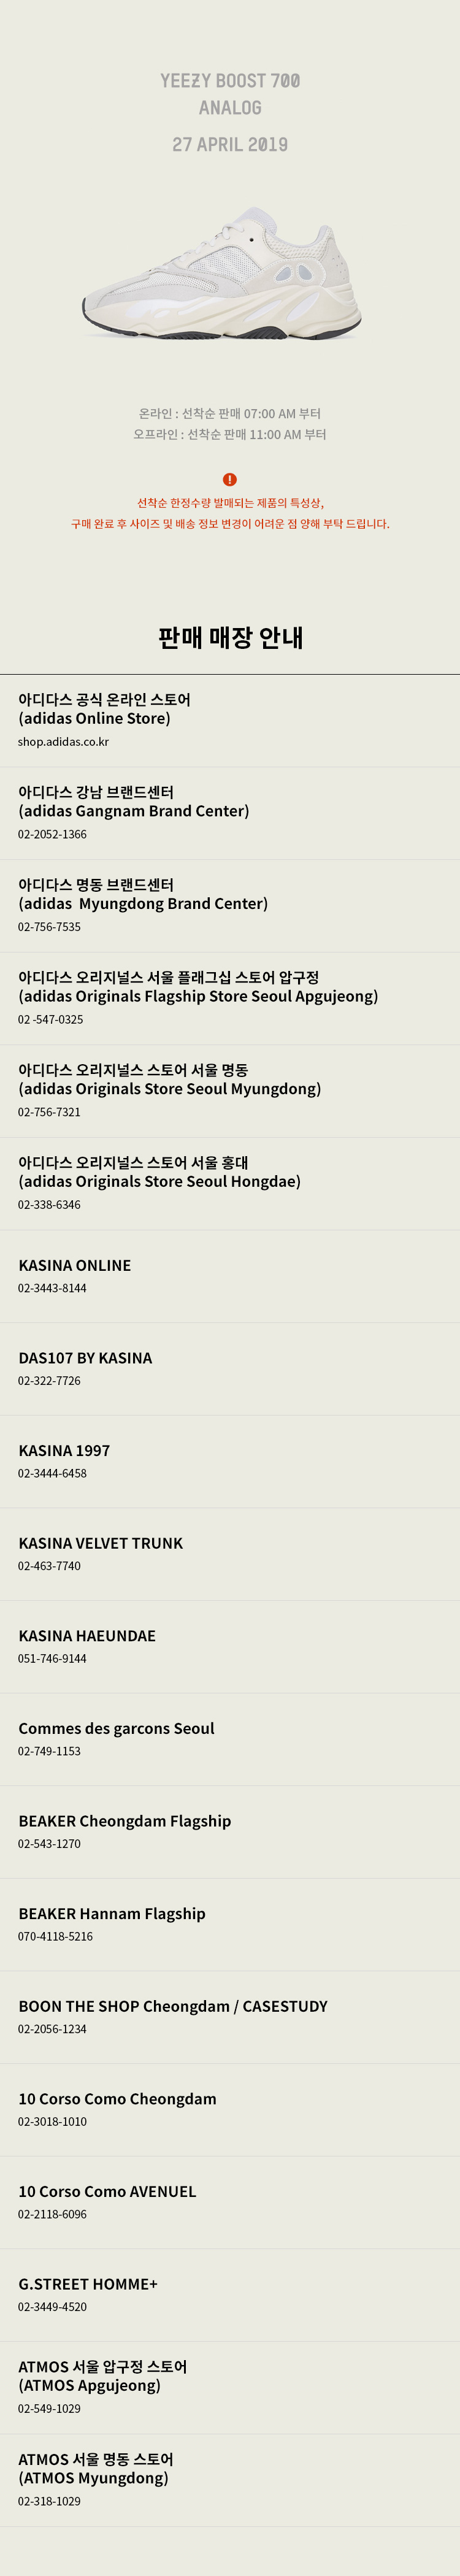 YEEZY BOOST 700
ANALOG
27 APRIL 2019
온라인 : 선착순 판매 07:00 AM 부터
오프라인 : 선착순 판매 11:00 AM 부터
!
선착순 한정수량 발매되는 제품의 특성상,
구매 완료 후 사이즈 및 배송 정보 변경이 어려운 점 양해 부탁 드립니다.
판매 매장 안내
아디다스 공식 온라인 스토어
(adidas Online Store)
shop.adidas.co.kr
아디다스 강남 브랜드센터
(adidas Gangnam Brand Center)
02-2052-1366
아디다스 명동 브랜드센터
(adidas  Myungdong Brand Center)
02-756-7535
아디다스 오리지널스 서울 플래그십 스토어 압구정
(adidas Originals Flagship Store Seoul Apgujeong)
02 -547-0325
아디다스 오리지널스 스토어 서울 명동
(adidas Originals Store Seoul Myungdong)
02-756-7321
아디다스 오리지널스 스토어 서울 홍대
(adidas Originals Store Seoul Hongdae)
02-338-6346
KASINA ONLINE
02-3443-8144
DAS107 BY KASINA
02-322-7726
KASINA 1997
02-3444-6458
KASINA VELVET TRUNK
02-463-7740
KASINA HAEUNDAE
051-746-9144
Commes des garcons Seoul
02-749-1153
BEAKER Cheongdam Flagship
02-543-1270
BEAKER Hannam Flagship
070-4118-5216
BOON THE SHOP Cheongdam / CASESTUDY
02-2056-1234
10 Corso Como Cheongdam
02-3018-1010
10 Corso Como AVENUEL
02-2118-6096
G.STREET HOMME+
02-3449-4520
ATMOS 서울 압구정 스토어
(ATMOS Apgujeong)
02-549-1029
ATMOS 서울 명동 스토어
(ATMOS Myungdong)
02-318-1029